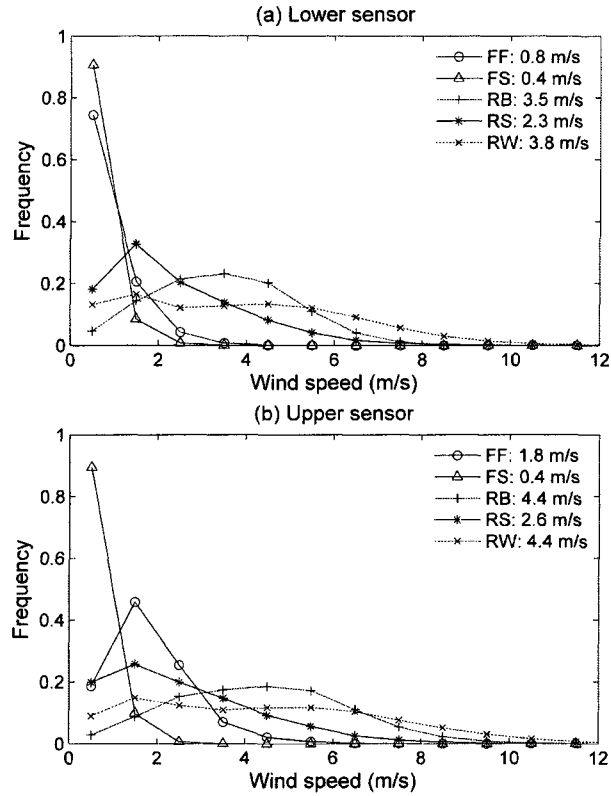 (a) Lower sensor
1
0.8
0.6
0.4
0.2
0
Frequency
FF: 0.8 m/s
FS: 0.4 m/s
RB: 3.5 m/s
RS: 2.3 m/s
RW: 3.8 m/s
0 2 4 6 8 10 12
Wind speed (m/s)
(b) Upper sensor
1
0.8
0.6
0.4
0.2
0
Frequency
FF: 1.8 m/s
FS: 0.4 m/s
RB: 4.4 m/s
RS: 2.6 m/s
RW: 4.4 m/s
0 2 4 6 8 10 12
Wind speed (m/s)